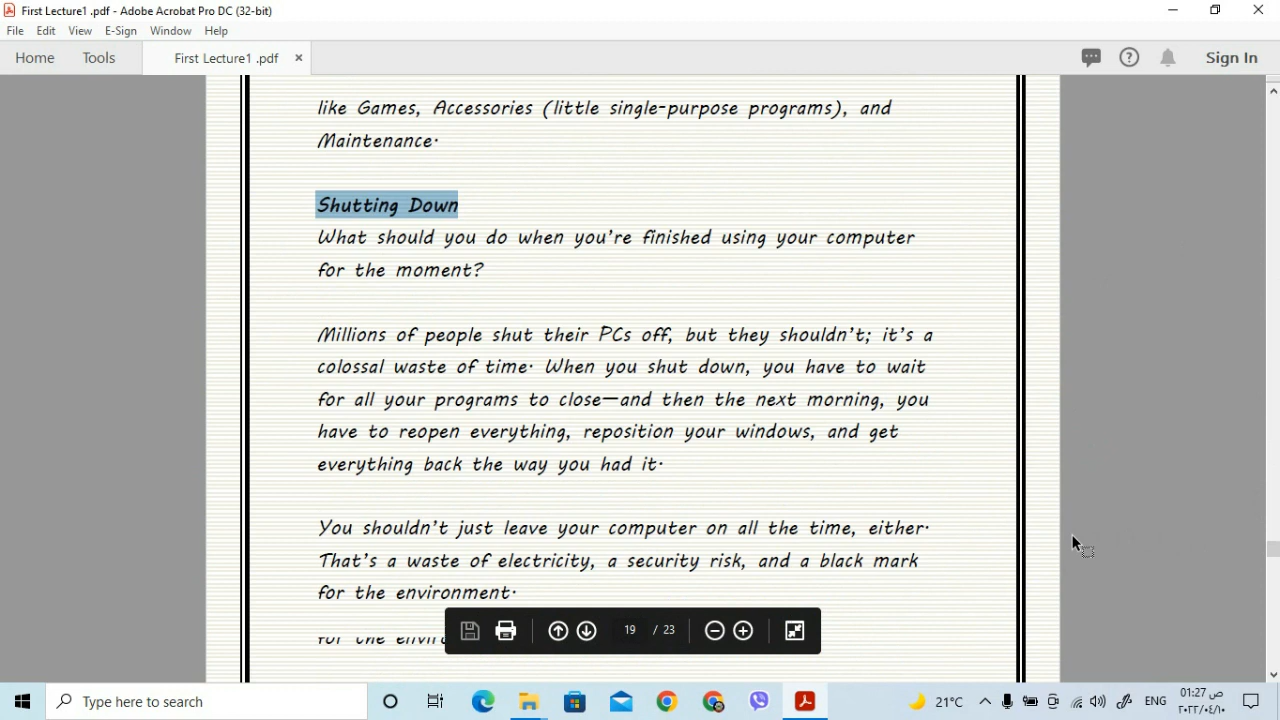 First Lecture1 .pdf - Adobe Acrobat Pro DC (32-bit)
File Edit View E-Sign Window Help
Home Tools First Lecture1 .pdf × Sign In
like Games, Accessories (little single-purpose programs), and
Maintenance.
Shutting Down
What should you do when you're finished using your computer
for the moment?
Millions of people shut their PCs off, but they shouldn't; it's a
colossal waste of time. When you shut down, you have to wait
for all your programs to close—and then the next morning, you
have to reopen everything, reposition your windows, and get
everything back the way you had it.
You shouldn't just leave your computer on all the time, either.
That's a waste of electricity, a security risk, and a black mark
for the environment.
for the enviro
19 / 23
Type here to search
21°C
ENG
01:27 ص
٢٠٢٢/٠٤/١٠